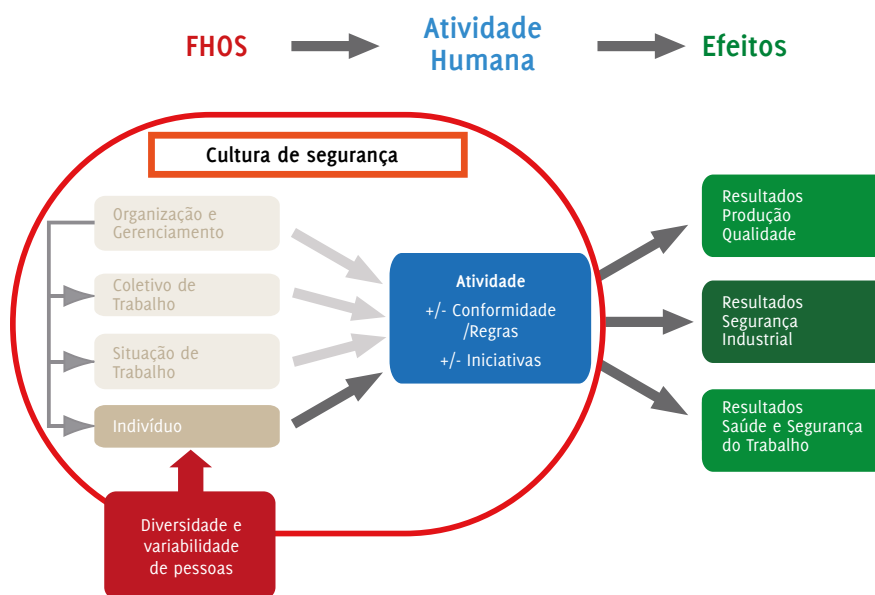 FHOS
Atividade
Humana
Efeitos
Cultura de segurança
Organização e
Gerenciamento
Coletivo de
Trabalho
Situação de
Trabalho
Indivíduo
Diversidade e
variabilidade
de pessoas
Atividade
+/- Conformidade
/Regras
+/- Iniciativas
Resultados
Produção
Qualidade
Resultados
Segurança
Industrial
Resultados
Saúde e Segurança
do Trabalho